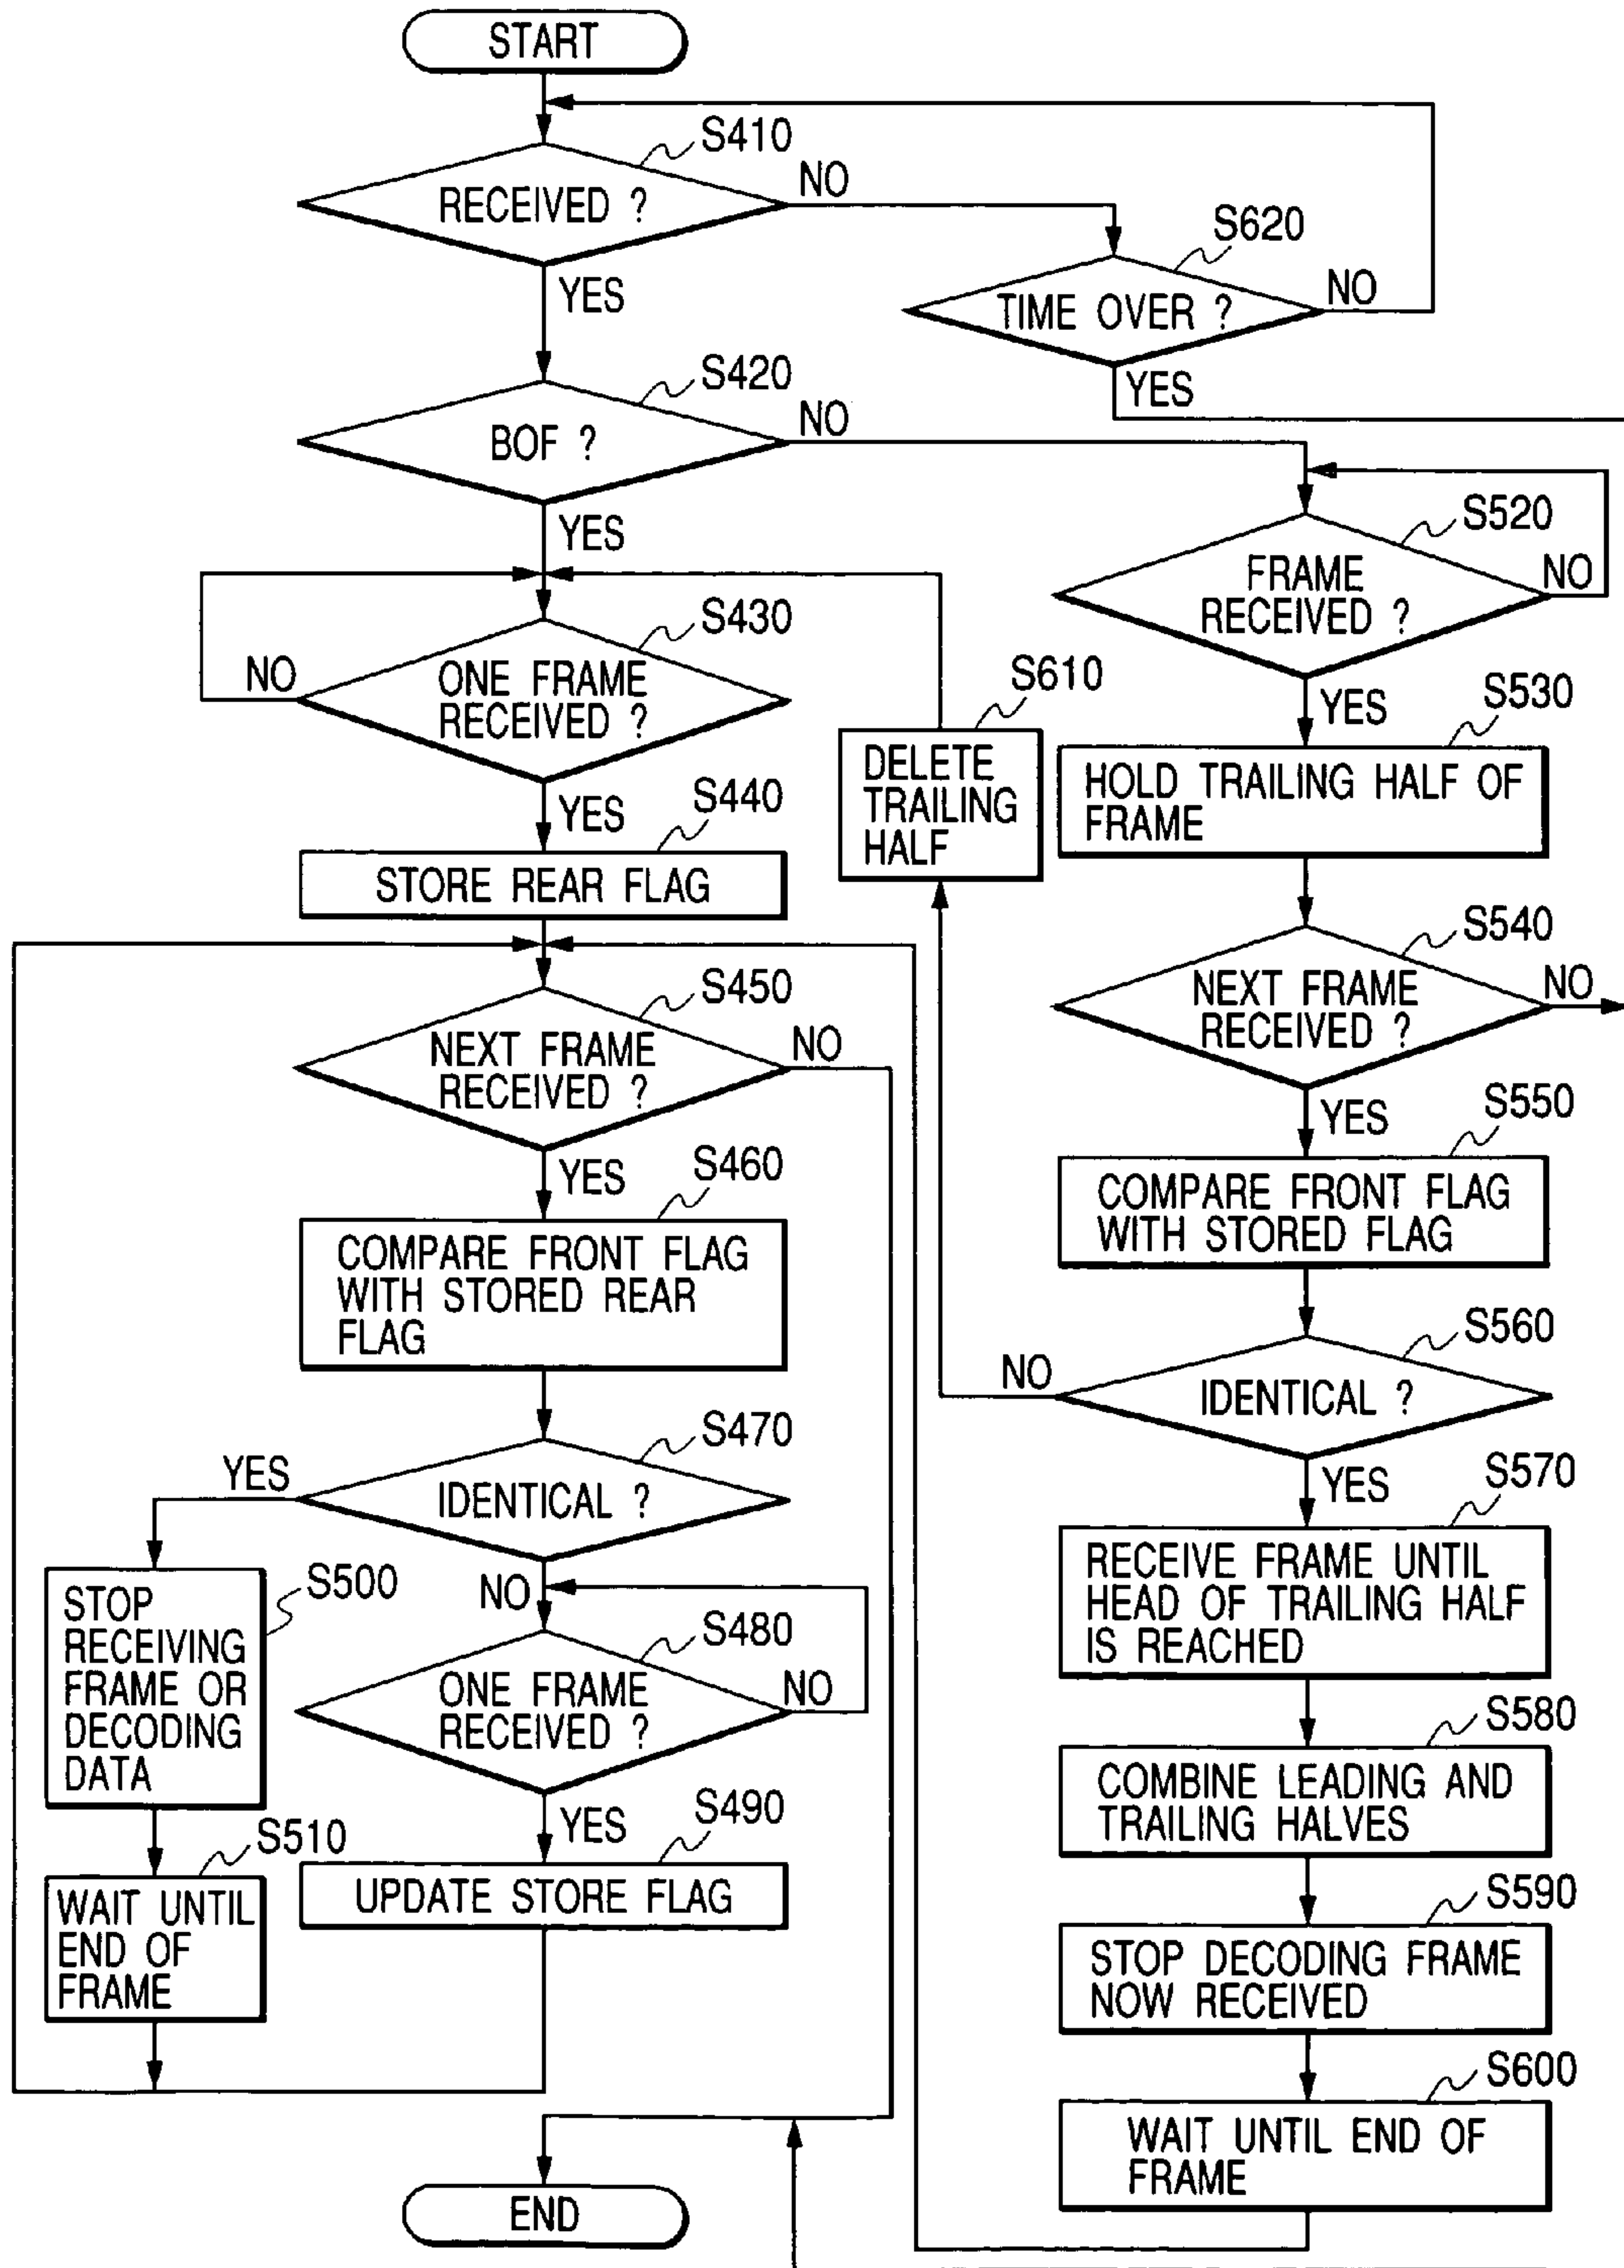 START
S410
RECEIVED ?
NO
YES
S620
TIME OVER ?
NO
YES
S420
BOF ?
NO
YES
S430
ONE FRAME
RECEIVED ?
NO
YES
S440
STORE REAR FLAG
S450
NEXT FRAME
RECEIVED ?
NO
YES
S460
COMPARE FRONT FLAG
WITH STORED REAR
FLAG
S470
IDENTICAL ?
YES
NO
S480
ONE FRAME
RECEIVED ?
NO
YES
S490
UPDATE STORE FLAG
S500
STOP
RECEIVING
FRAME OR
DECODING
DATA
S510
WAIT UNTIL
END OF
FRAME
END
S520
FRAME
RECEIVED ?
NO
YES
S530
HOLD TRAILING HALF OF
FRAME
S540
NEXT FRAME
RECEIVED ?
NO
YES
S550
COMPARE FRONT FLAG
WITH STORED FLAG
S560
IDENTICAL ?
NO
YES
S610
DELETE
TRAILING
HALF
S570
RECEIVE FRAME UNTIL
HEAD OF TRAILING HALF
IS REACHED
S580
COMBINE LEADING AND
TRAILING HALVES
S590
STOP DECODING FRAME
NOW RECEIVED
S600
WAIT UNTIL END OF
FRAME